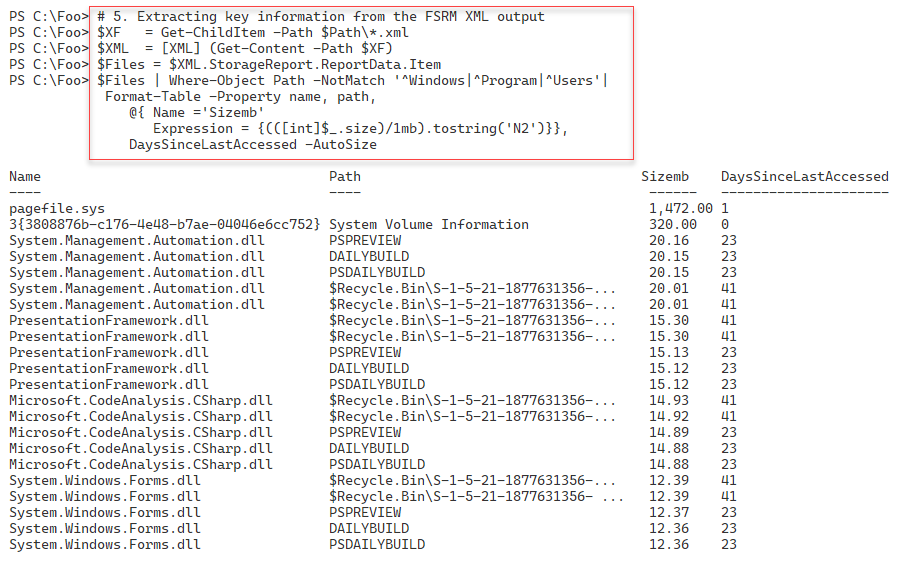 PS C:\Foo> # 5. Extracting key information from the FSRM XML output
PS C:\Foo> $XF   = Get-ChildItem -Path $Path\*.xml
PS C:\Foo> $XML  = [XML] (Get-Content -Path $XF)
PS C:\Foo> $Files = $XML.StorageReport.ReportData.Item
PS C:\Foo> $Files | Where-Object Path -NotMatch '^Windows|^Program|^Users'|
Format-Table -Property name, path,
@{ Name ='Sizemb'
Expression = {(([int]$_.size)/1mb).tostring('N2')}},
DaysSinceLastAccessed -AutoSize
Name Path Sizemb DaysSinceLastAccessed
---- ---- ------ ---------------------
pagefile.sys 1,472.00 1
3{3808876b-c176-4e48-b7ae-04046e6cc752} System Volume Information 320.00 0
System.Management.Automation.dll PSPREVIEW 20.16 23
System.Management.Automation.dll DAILYBUILD 20.15 23
System.Management.Automation.dll PSDAILYBUILD 20.15 23
System.Management.Automation.dll $Recycle.Bin\S-1-5-21-1877631356-... 20.01 41
System.Management.Automation.dll $Recycle.Bin\S-1-5-21-1877631356-... 20.01 41
PresentationFramework.dll $Recycle.Bin\S-1-5-21-1877631356-... 15.30 41
PresentationFramework.dll $Recycle.Bin\S-1-5-21-1877631356-... 15.30 41
PresentationFramework.dll PSPREVIEW 15.13 23
PresentationFramework.dll DAILYBUILD 15.12 23
PresentationFramework.dll PSDAILYBUILD 15.12 23
Microsoft.CodeAnalysis.CSharp.dll $Recycle.Bin\S-1-5-21-1877631356-... 14.93 41
Microsoft.CodeAnalysis.CSharp.dll $Recycle.Bin\S-1-5-21-1877631356-... 14.92 41
Microsoft.CodeAnalysis.CSharp.dll PSPREVIEW 14.89 23
Microsoft.CodeAnalysis.CSharp.dll DAILYBUILD 14.88 23
Microsoft.CodeAnalysis.CSharp.dll PSDAILYBUILD 14.88 23
System.Windows.Forms.dll $Recycle.Bin\S-1-5-21-1877631356-... 12.39 41
System.Windows.Forms.dll $Recycle.Bin\S-1-5-21-1877631356- ... 12.39 41
System.Windows.Forms.dll PSPREVIEW 12.37 23
System.Windows.Forms.dll DAILYBUILD 12.36 23
System.Windows.Forms.dll PSDAILYBUILD 12.36 23